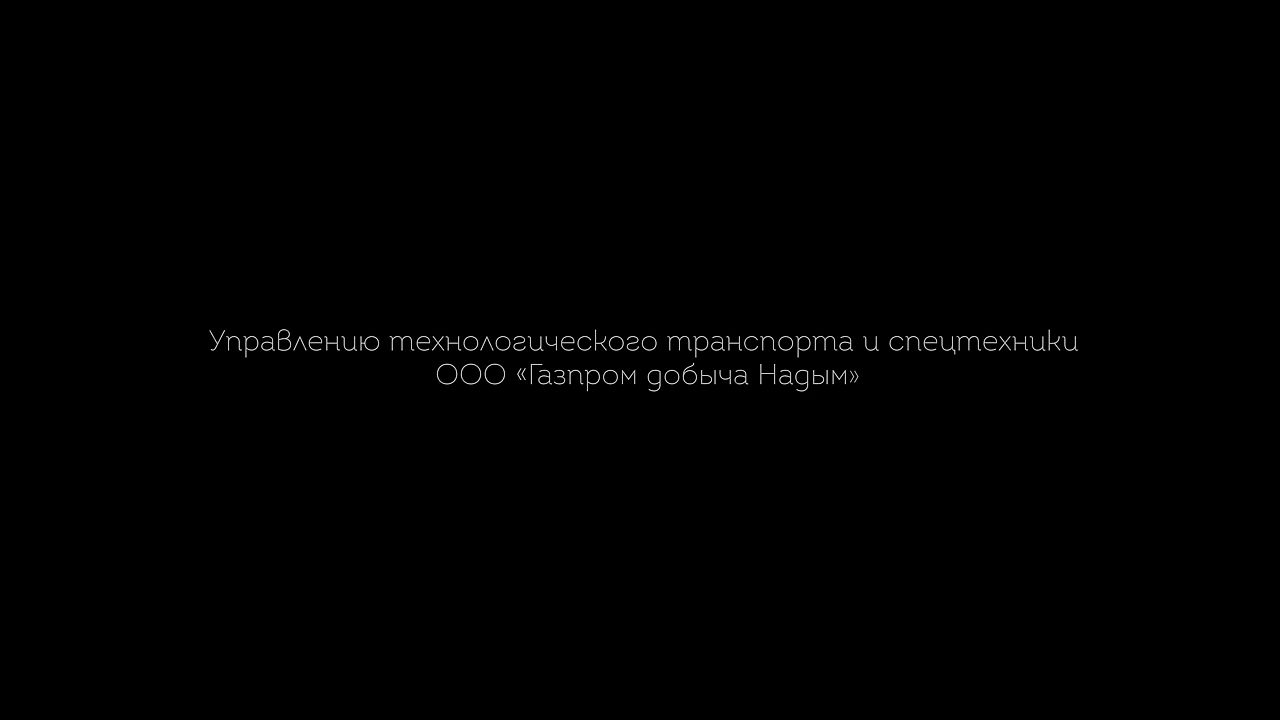 Управлению технологического транспорта и спецтехники
ООО «Газпром добыча Надым»